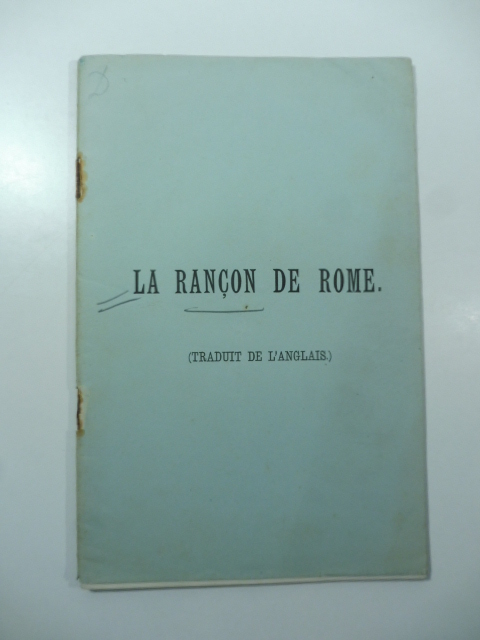 LA RANÇON DE ROME.
(TRADUIT DE L'ANGLAIS.)